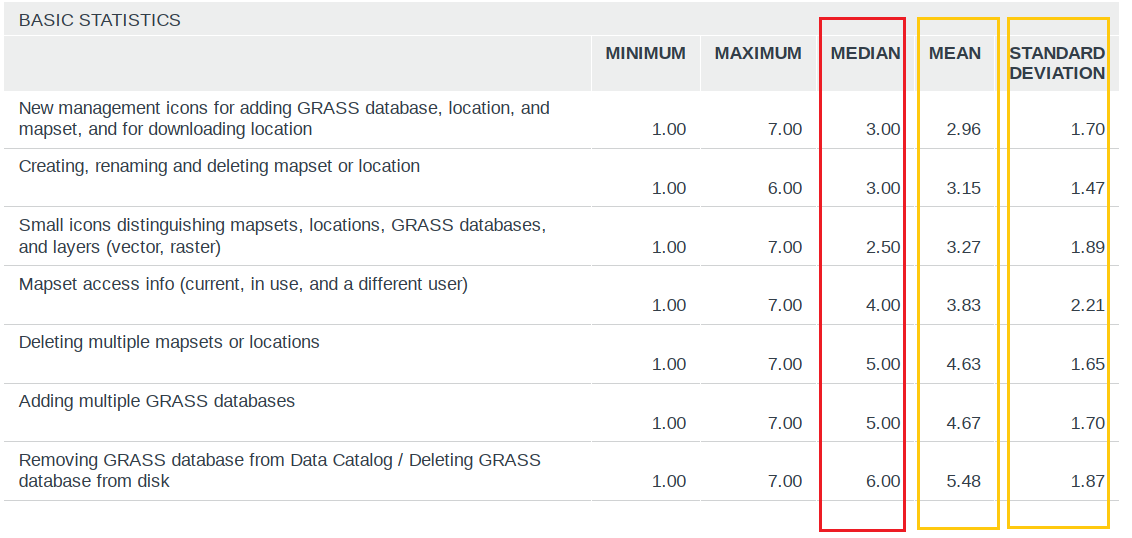 BASIC STATISTICS
MINIMUM MAXIMUM MEDIAN MEAN STANDARD
DEVIATION
New management icons for adding GRASS database, location, and
mapset, and for downloading location 1.00 7.00 3.00 2.96 1.70
Creating, renaming and deleting mapset or location
1.00 6.00 3.00 3.15 1.47
Small icons distinguishing mapsets, locations, GRASS databases,
and layers (vector, raster) 1.00 7.00 2.50 3.27 1.89
Mapset access info (current, in use, and a different user)
1.00 7.00 4.00 3.83 2.21
Deleting multiple mapsets or locations
1.00 7.00 5.00 4.63 1.65
Adding multiple GRASS databases
1.00 7.00 5.00 4.67 1.70
Removing GRASS database from Data Catalog / Deleting GRASS
database from disk 1.00 7.00 6.00 5.48 1.87